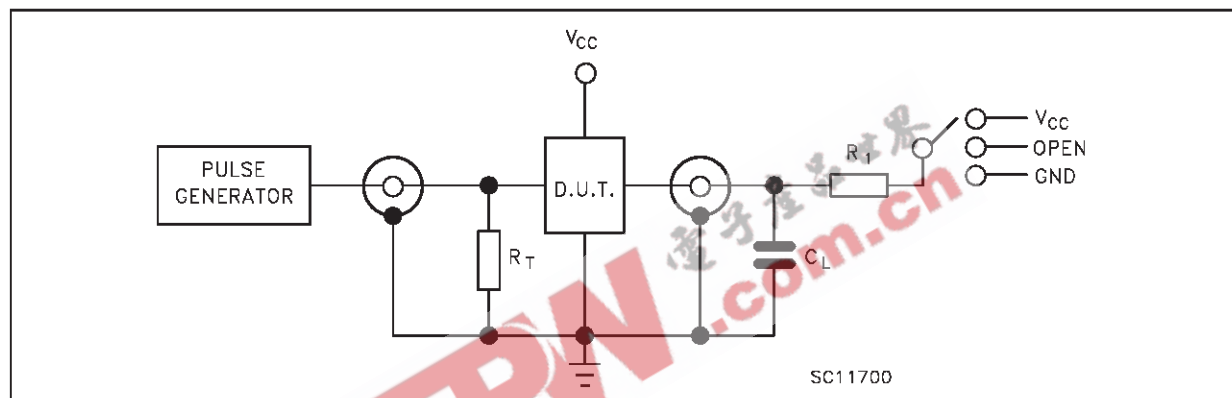 VCC
PULSE
GENERATOR
D.U.T.
RT
CL
R1
VCC
OPEN
GND
SC11700
.com.cn